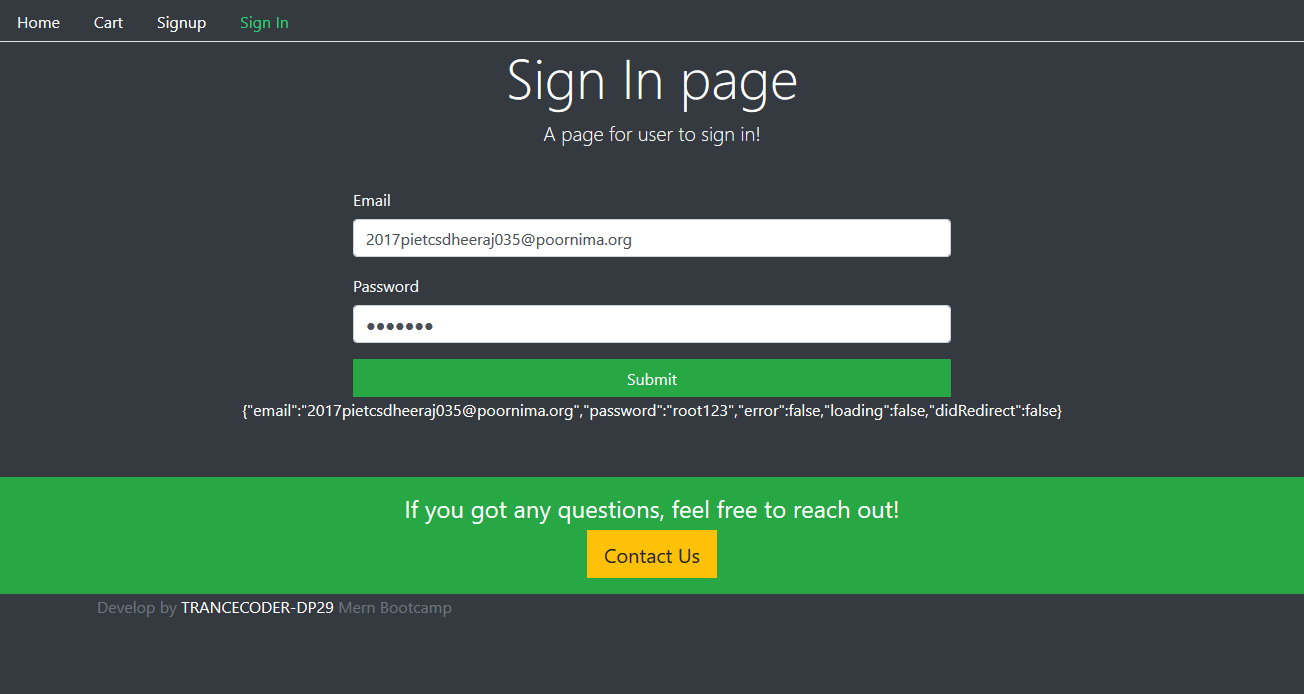 Home Cart Signup Sign In
Sign In page
A page for user to sign in!
Email
2017pietcsdheeraj035@poornima.org
Password
●●●●●●●
Submit
{"email":"2017pietcsdheeraj035@poornima.org","password":"root123","error":false,"loading":false,"didRedirect":false}
If you got any questions, feel free to reach out!
Contact Us
Develop by TRANCECODER-DP29 Mern Bootcamp